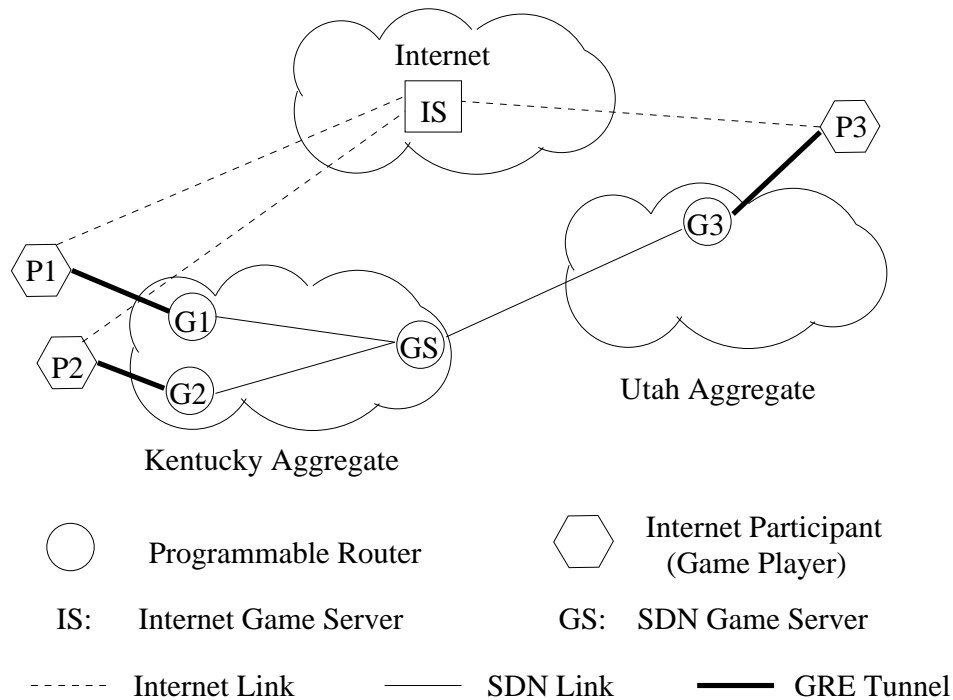 Internet
IS
P3
G3
P1
G1
GS
P2
G2
Utah Aggregate
Kentucky Aggregate
Programmable Router
Internet Participant
(Game Player)
IS: Internet Game Server
GS: SDN Game Server
Internet Link
SDN Link
GRE Tunnel